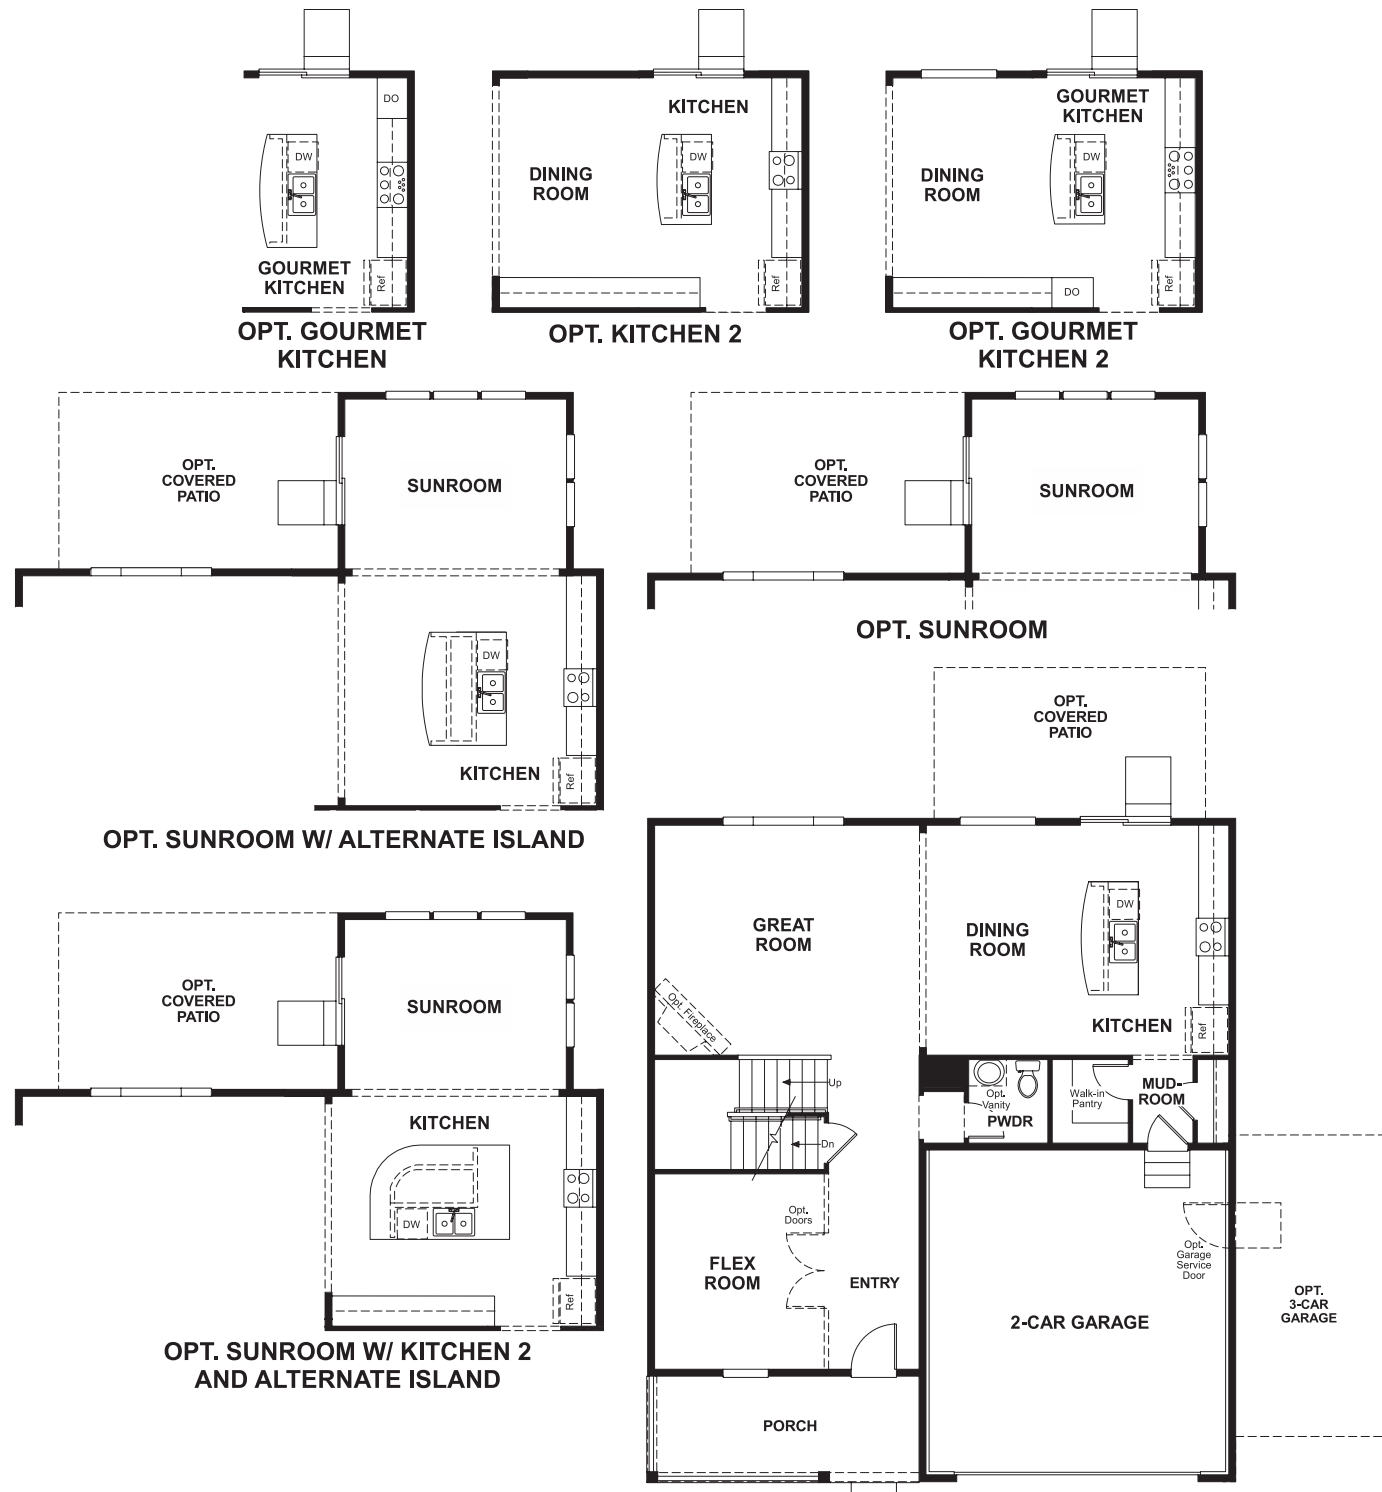 DO
DW
GOURMET
KITCHEN
Ref
OPT. GOURMET
KITCHEN
KITCHEN
DW
DINING
ROOM
Ref
OPT. KITCHEN 2
GOURMET
KITCHEN
DW
DINING
ROOM
DO
Ref
OPT. GOURMET
KITCHEN 2
OPT.
COVERED
PATIO
SUNROOM
DW
KITCHEN
Ref
OPT. SUNROOM W/ ALTERNATE ISLAND
OPT.
COVERED
PATIO
SUNROOM
OPT. SUNROOM
OPT.
COVERED
PATIO
SUNROOM
KITCHEN
DW
Ref
OPT. SUNROOM W/ KITCHEN 2
AND ALTERNATE ISLAND
OPT.
COVERED
PATIO
GREAT
ROOM
DINING
ROOM
DW
KITCHEN
Ref
Opt. Fireplace
Up
Dn
Opt.
Vanity
PWDR
Walk-in
Pantry
MUD-
ROOM
Opt.
Doors
FLEX
ROOM
ENTRY
Opt.
Garage
Service
Door
2-CAR GARAGE
OPT.
3-CAR
GARAGE
PORCH